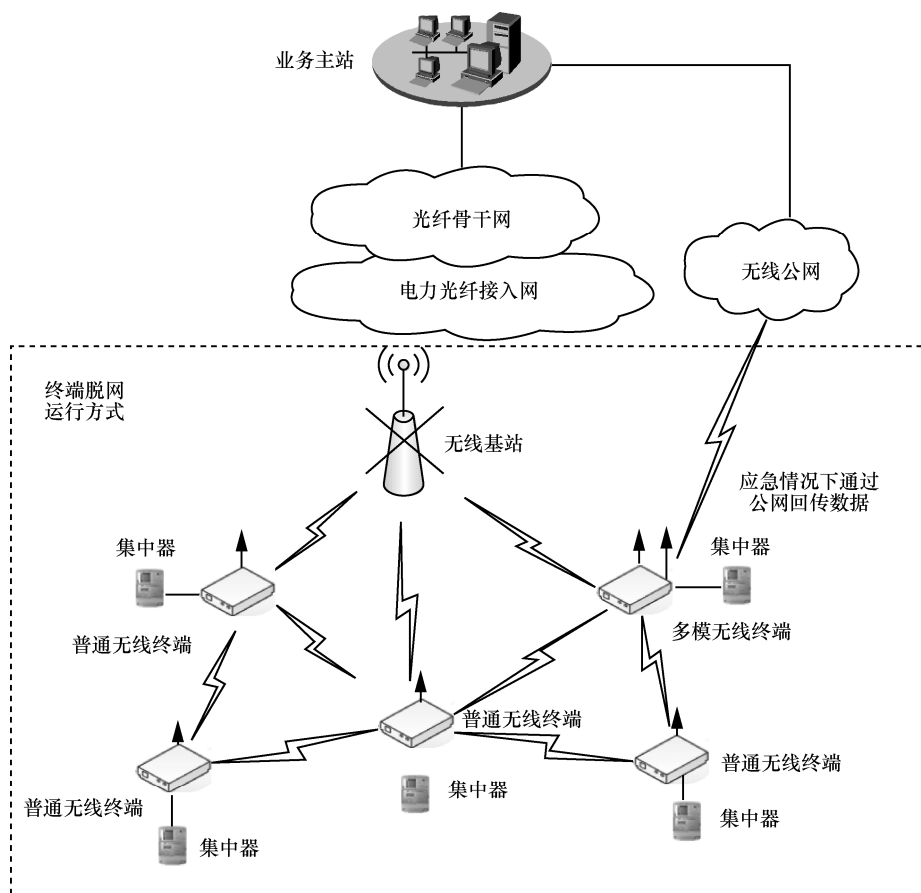 业务主站
光纤骨干网
电力光纤接入网
无线公网
终端脱网
运行方式
无线基站
应急情况下通过
公网回传数据
集中器
集中器
普通无线终端
多模无线终端
普通无线终端
普通无线终端
普通无线终端
集中器
集中器
集中器